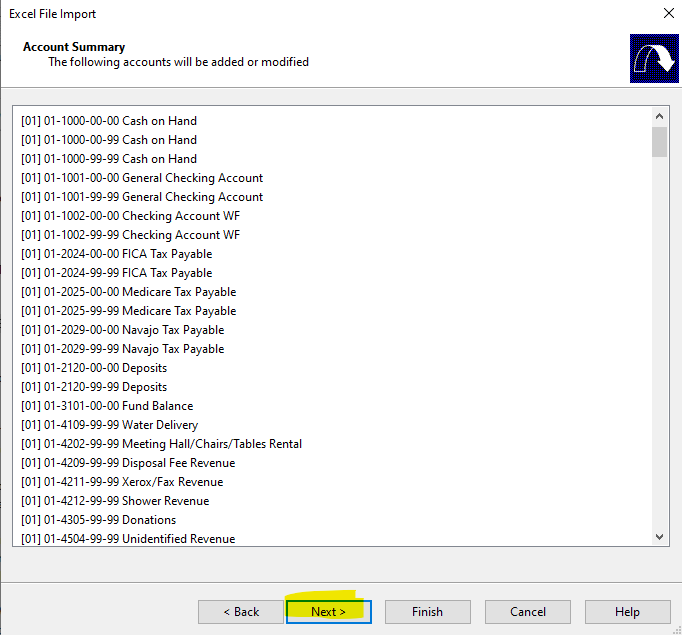 Excel File Import
Account Summary
The following accounts will be added or modified
[01] 01-1000-00-00 Cash on Hand
[01] 01-1000-00-99 Cash on Hand
[01] 01-1000-99-99 Cash on Hand
[01] 01-1001-00-00 General Checking Account
[01] 01-1001-99-99 General Checking Account
[01] 01-1002-00-00 Checking Account WF
[01] 01-1002-99-99 Checking Account WF
[01] 01-2024-00-00 FICA Tax Payable
[01] 01-2024-99-99 FICA Tax Payable
[01] 01-2025-00-00 Medicare Tax Payable
[01] 01-2025-99-99 Medicare Tax Payable
[01] 01-2029-00-00 Navajo Tax Payable
[01] 01-2029-99-99 Navajo Tax Payable
[01] 01-2120-00-00 Deposits
[01] 01-2120-99-99 Deposits
[01] 01-3101-00-00 Fund Balance
[01] 01-4109-99-99 Water Delivery
[01] 01-4202-99-99 Meeting Hall/Chairs/Tables Rental
[01] 01-4209-99-99 Disposal Fee Revenue
[01] 01-4211-99-99 Xerox/Fax Revenue
[01] 01-4212-99-99 Shower Revenue
[01] 01-4305-99-99 Donations
[01] 01-4504-99-99 Unidentified Revenue
< Back Next > Finish Cancel Help